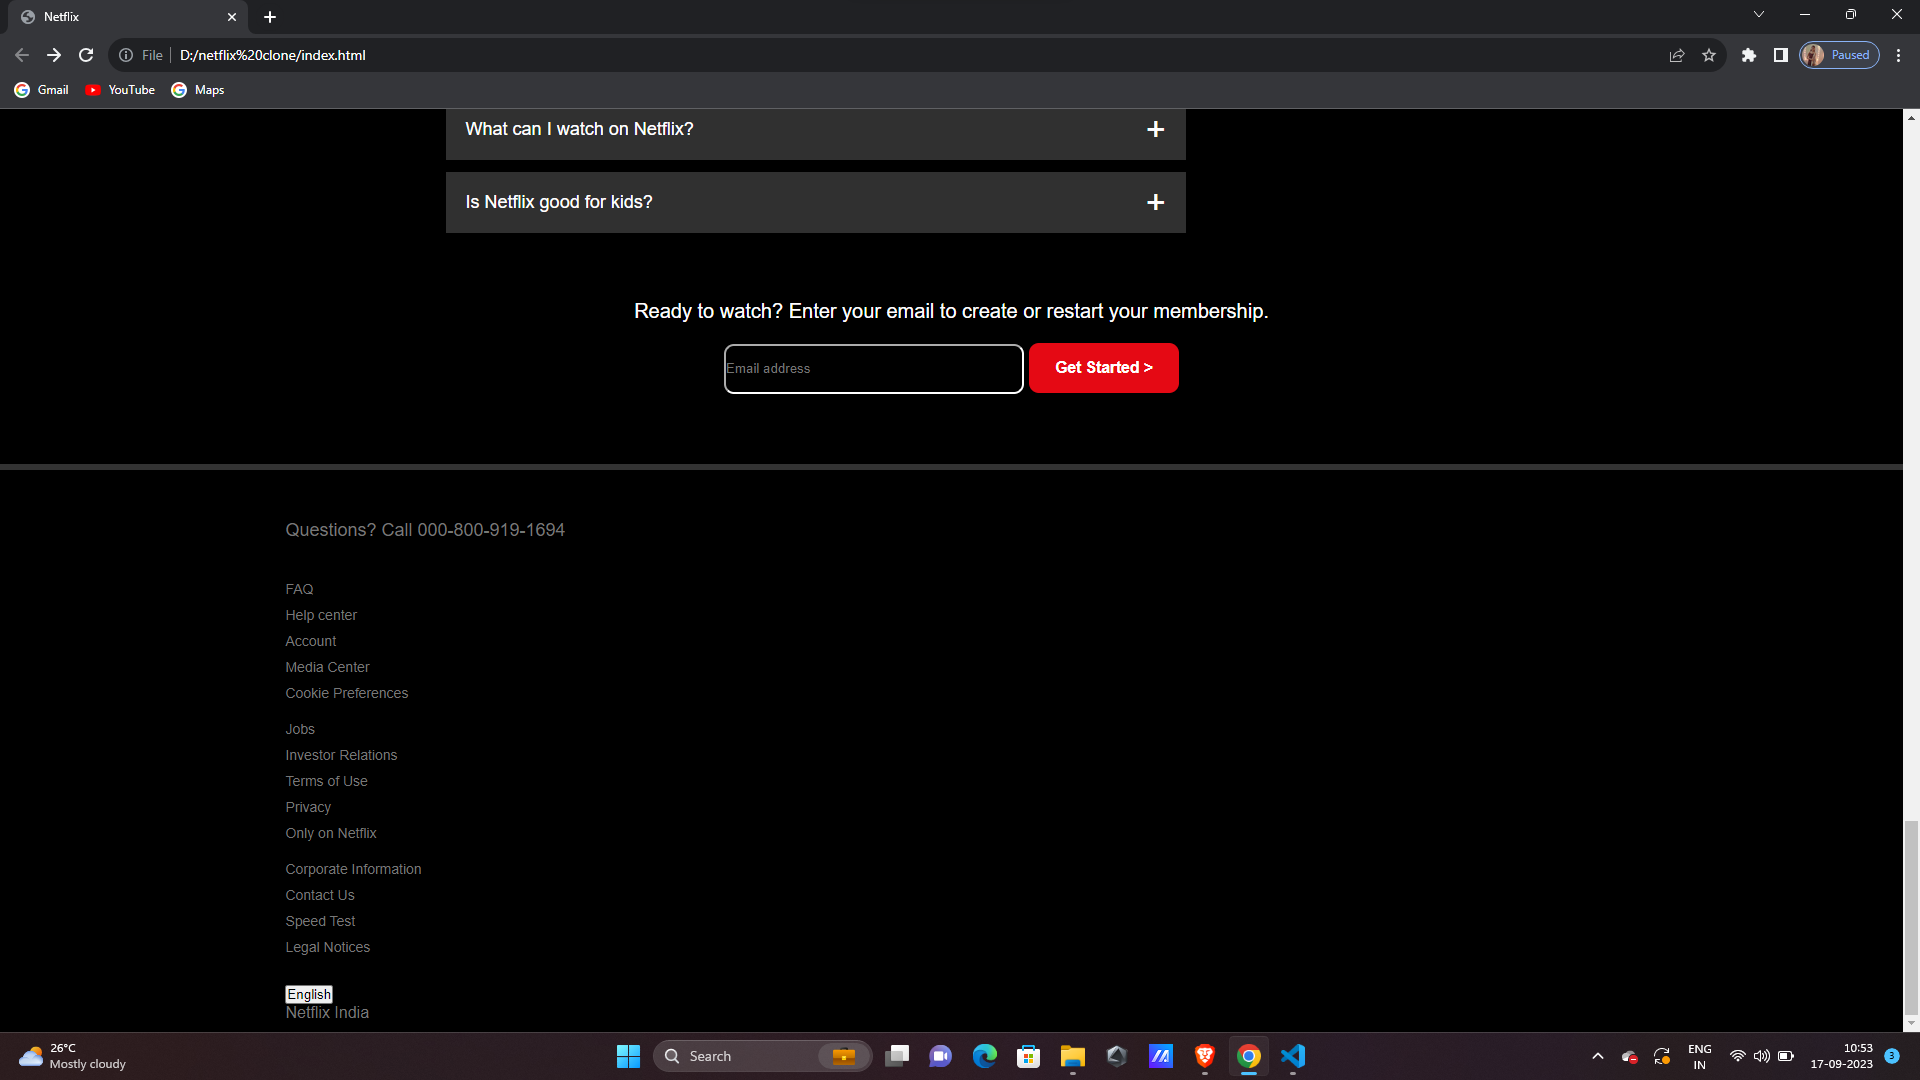 Netflix
File
D:/netflix%20clone/index.html
Paused
Gmail
YouTube
Maps
What can I watch on Netflix?
Is Netflix good for kids?
Ready to watch? Enter your email to create or restart your membership.
Email address
Get Started >
Questions? Call 000-800-919-1694
FAQ
Help center
Account
Media Center
Cookie Preferences
Jobs
Investor Relations
Terms of Use
Privacy
Only on Netflix
Corporate Information
Contact Us
Speed Test
Legal Notices
English
Netflix India
26°C
Mostly cloudy
Search
ENG
IN
10:53
17-09-2023
3